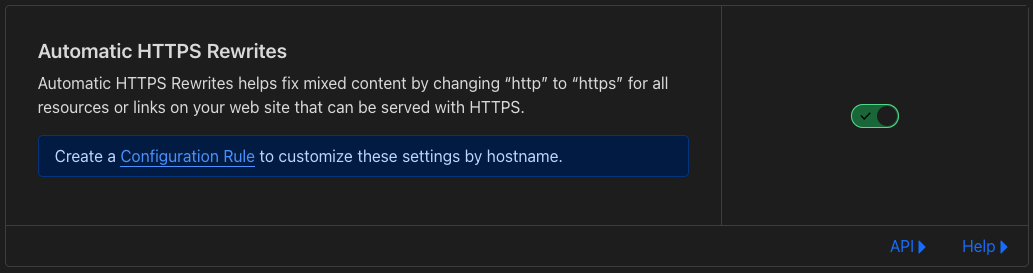 Automatic HTTPS Rewrites
Automatic HTTPS Rewrites helps fix mixed content by changing “http” to “https” for all
resources or links on your web site that can be served with HTTPS.
Create a Configuration Rule to customize these settings by hostname.
API
Help